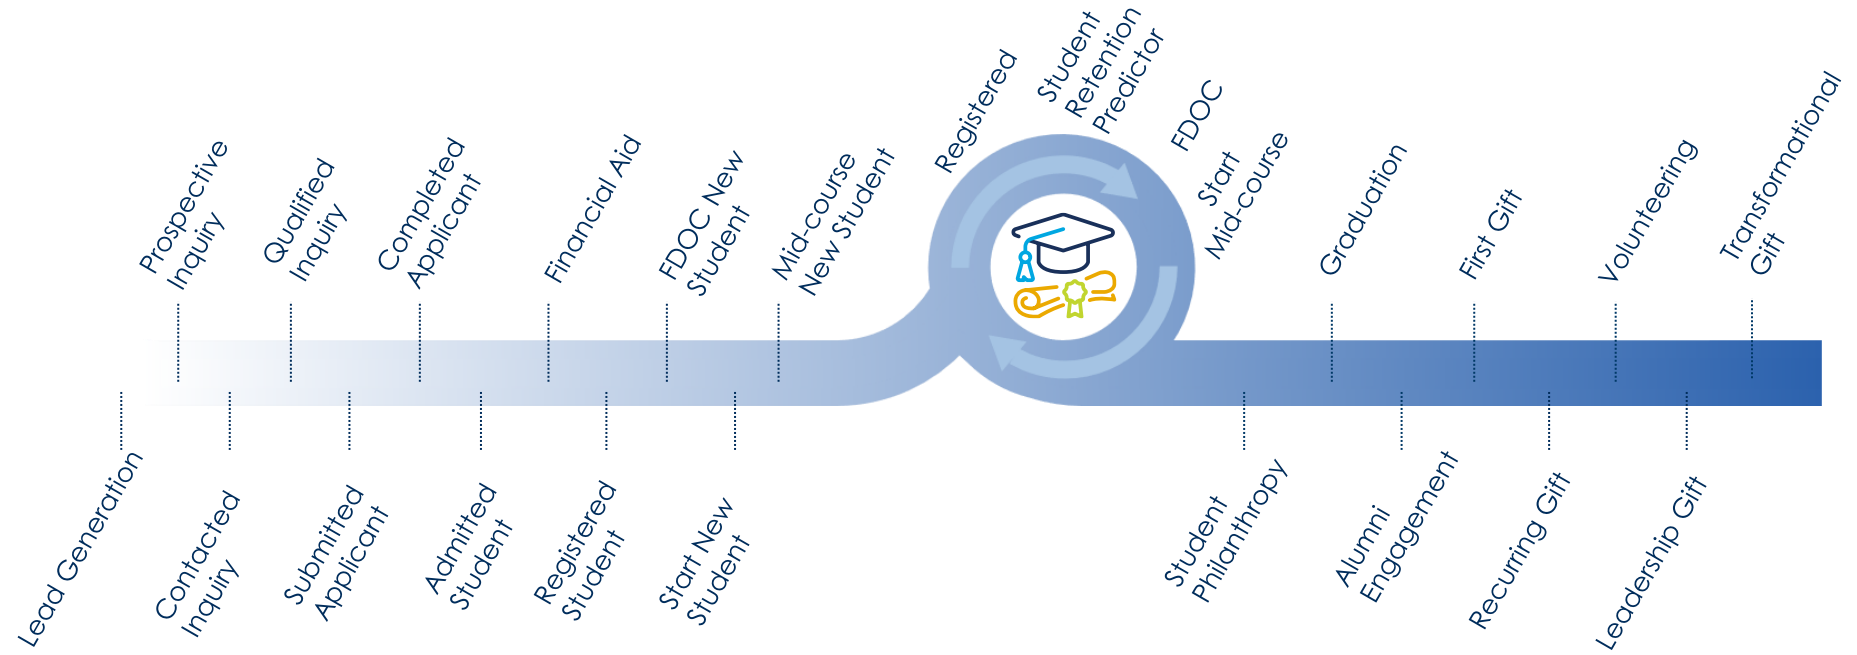 Lead Generation
Prospective
Inquiry
Contacted
Inquiry
Qualified
Inquiry
Submitted
Applicant
Completed
Applicant
Admitted
Student
Financial Aid
Registered
Student
FDOC New
Student
Start New
Student
Mid-course
New Student
Registered
Student
Retention
Predictor
FDOC
Start
Mid-course
Student
Philanthropy
Graduation
Alumni
Engagement
First Gift
Recurring Gift
Volunteering
Leadership Gift
Transformational
Gift